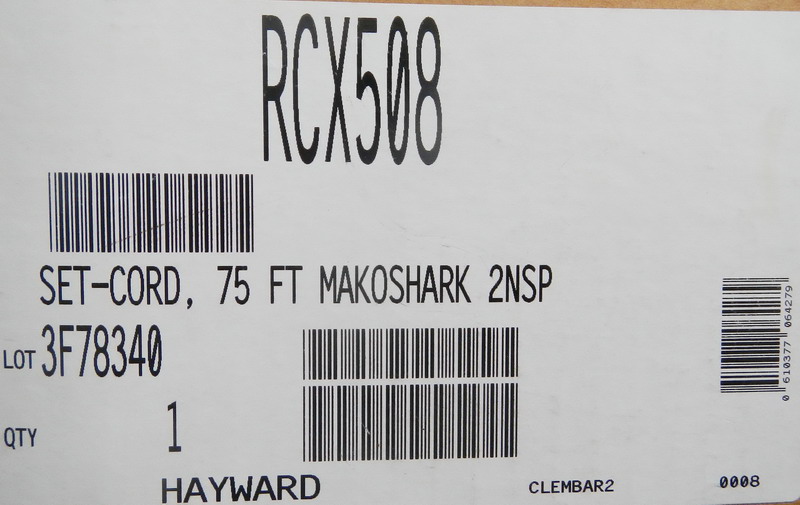 RCX508
SET-CORD, 75 FT MAKOSHARK 2NSP
LOT 3F78340
QTY 1
HAYWARD
CLEMBAR2
0008
0 610377 064279